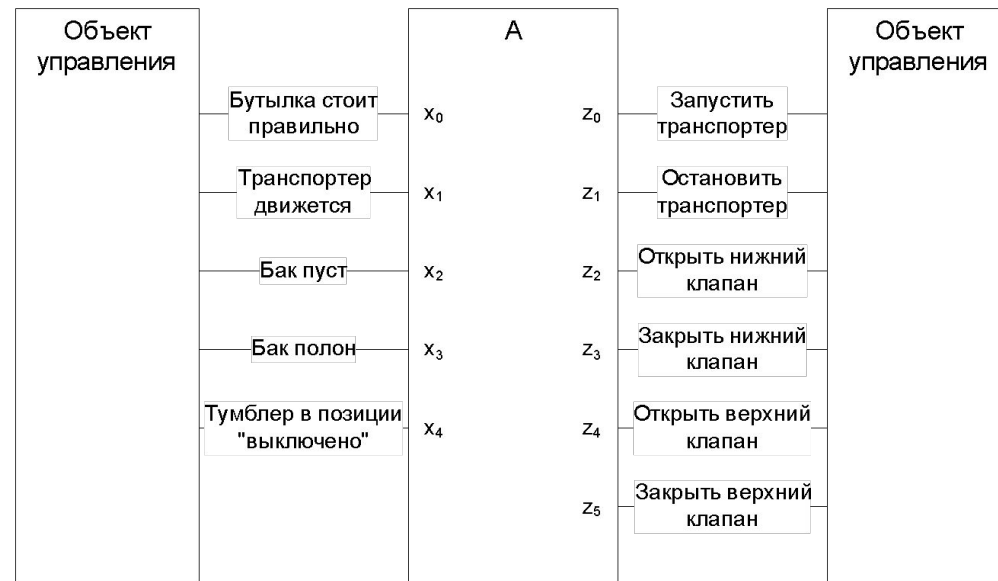 Объект
управления
А
Объект
управления
Бутылка стоит
правильно
x₀
z₀
Запустить
транспортер
Транспортер
движется
x₁
z₁
Остановить
транспортер
Бак пуст
x₂
z₂
Открыть нижний
клапан
Бак полон
x₃
z₃
Закрыть нижний
клапан
Тумблер в позиции
"выключено"
x₄
z₄
Открыть верхний
клапан
z₅
Закрыть верхний
клапан